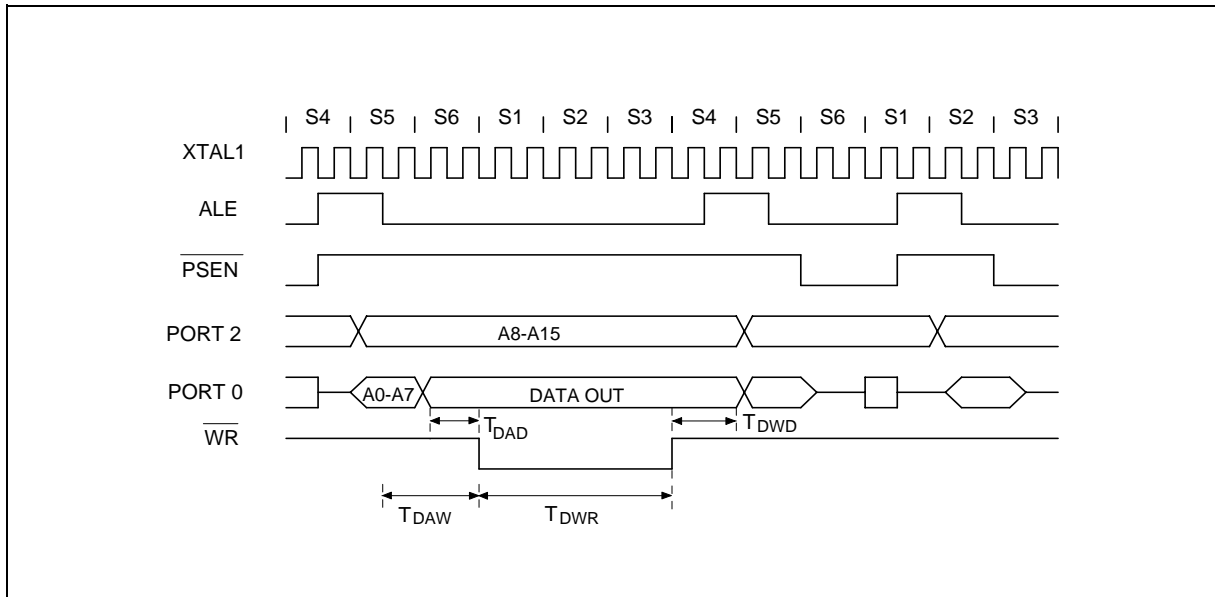 S4 S5 S6 S1 S2 S3 S4 S5 S6 S1 S2 S3
XTAL1
ALE
PSEN
PORT 2 A8-A15
PORT 0 A0-A7 DATA OUT
TDAD TDWD
WR
TDAW TDWR